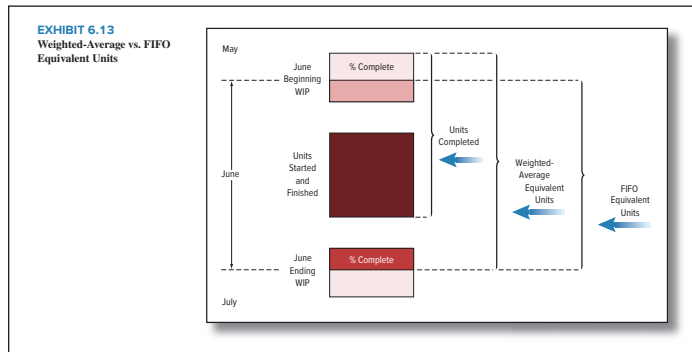 EXHIBIT 6.13
Weighted-Average vs. FIFO
Equivalent Units
May
June
Beginning
WIP
% Complete
Units
Completed
June
Units
Started
and
Finished
Weighted-
Average
Equivalent
Units
FIFO
Equivalent
Units
June
Ending
WIP
% Complete
July